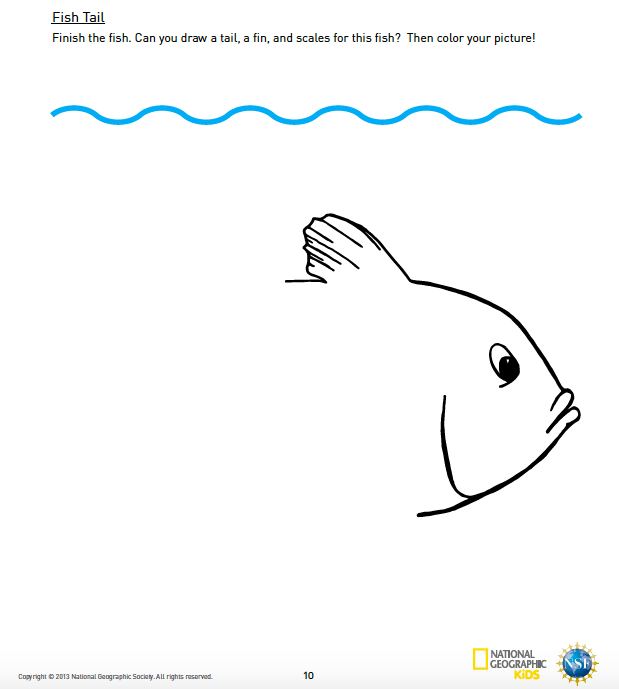 Fish Tail
Finish the fish. Can you draw a tail, a fin, and scales for this fish?  Then color your picture!
Copyright © 2013 National Geographic Society. All rights reserved.
10
NATIONAL
GEOGRAPHIC
KiDS
NSF